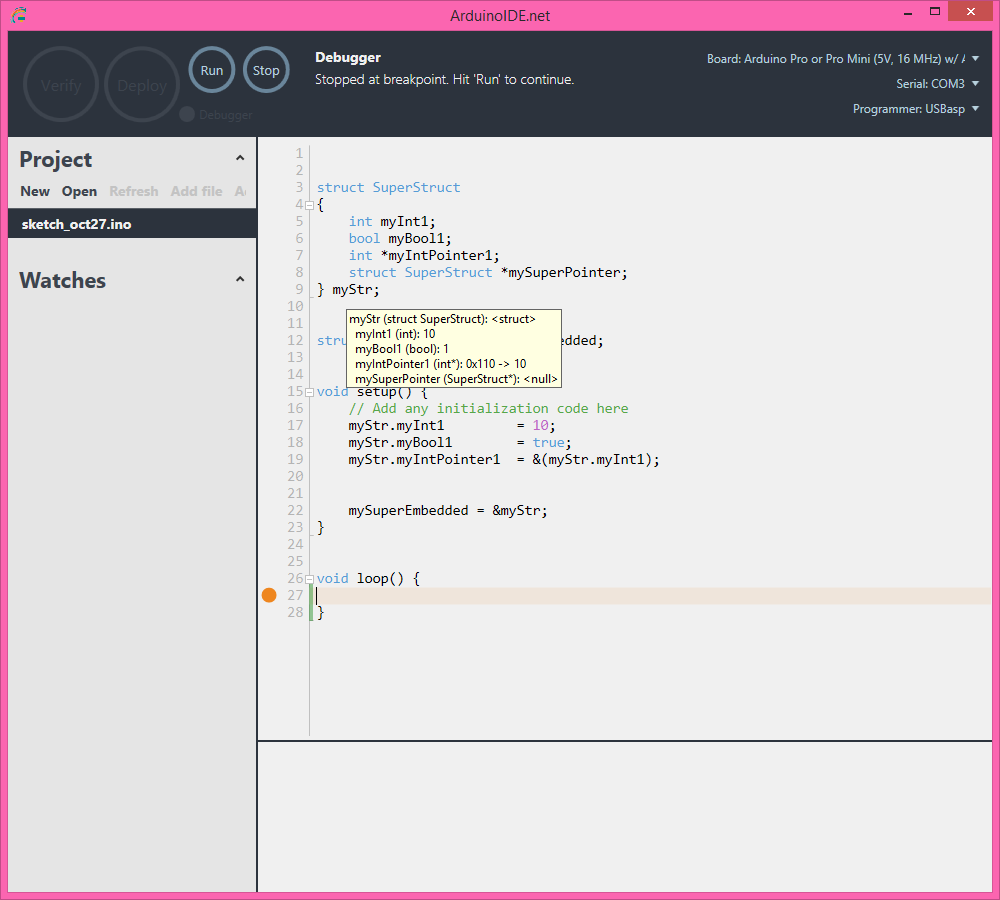 ArduinoIDE.net
Verify
Deploy
Run
Stop
Debugger
Debugger
Stopped at breakpoint. Hit 'Run' to continue.
Board: Arduino Pro or Pro Mini (5V, 16 MHz) w/
Serial: COM3
Programmer: USBasp
Project
New Open Refresh Add file
sketch_oct27.ino
Watches
1
2
3 struct SuperStruct
4 {
5 int myInt1;
6 bool myBool1;
7 int *myIntPointer1;
8 struct SuperStruct *mySuperPointer;
9 } myStr;
10
11
12 stru edded;
13
14
15 void setup() {
16 // Add any initialization code here
17 myStr.myInt1 = 10;
18 myStr.myBool1 = true;
19 myStr.myIntPointer1 = &(myStr.myInt1);
20
21
22 mySuperEmbedded = &myStr;
23 }
24
25
26 void loop() {
27
28 }
myStr (struct SuperStruct): <struct>
myInt1 (int): 10
myBool1 (bool): 1
myIntPointer1 (int*): 0x110 -> 10
mySuperPointer (SuperStruct*): <null>